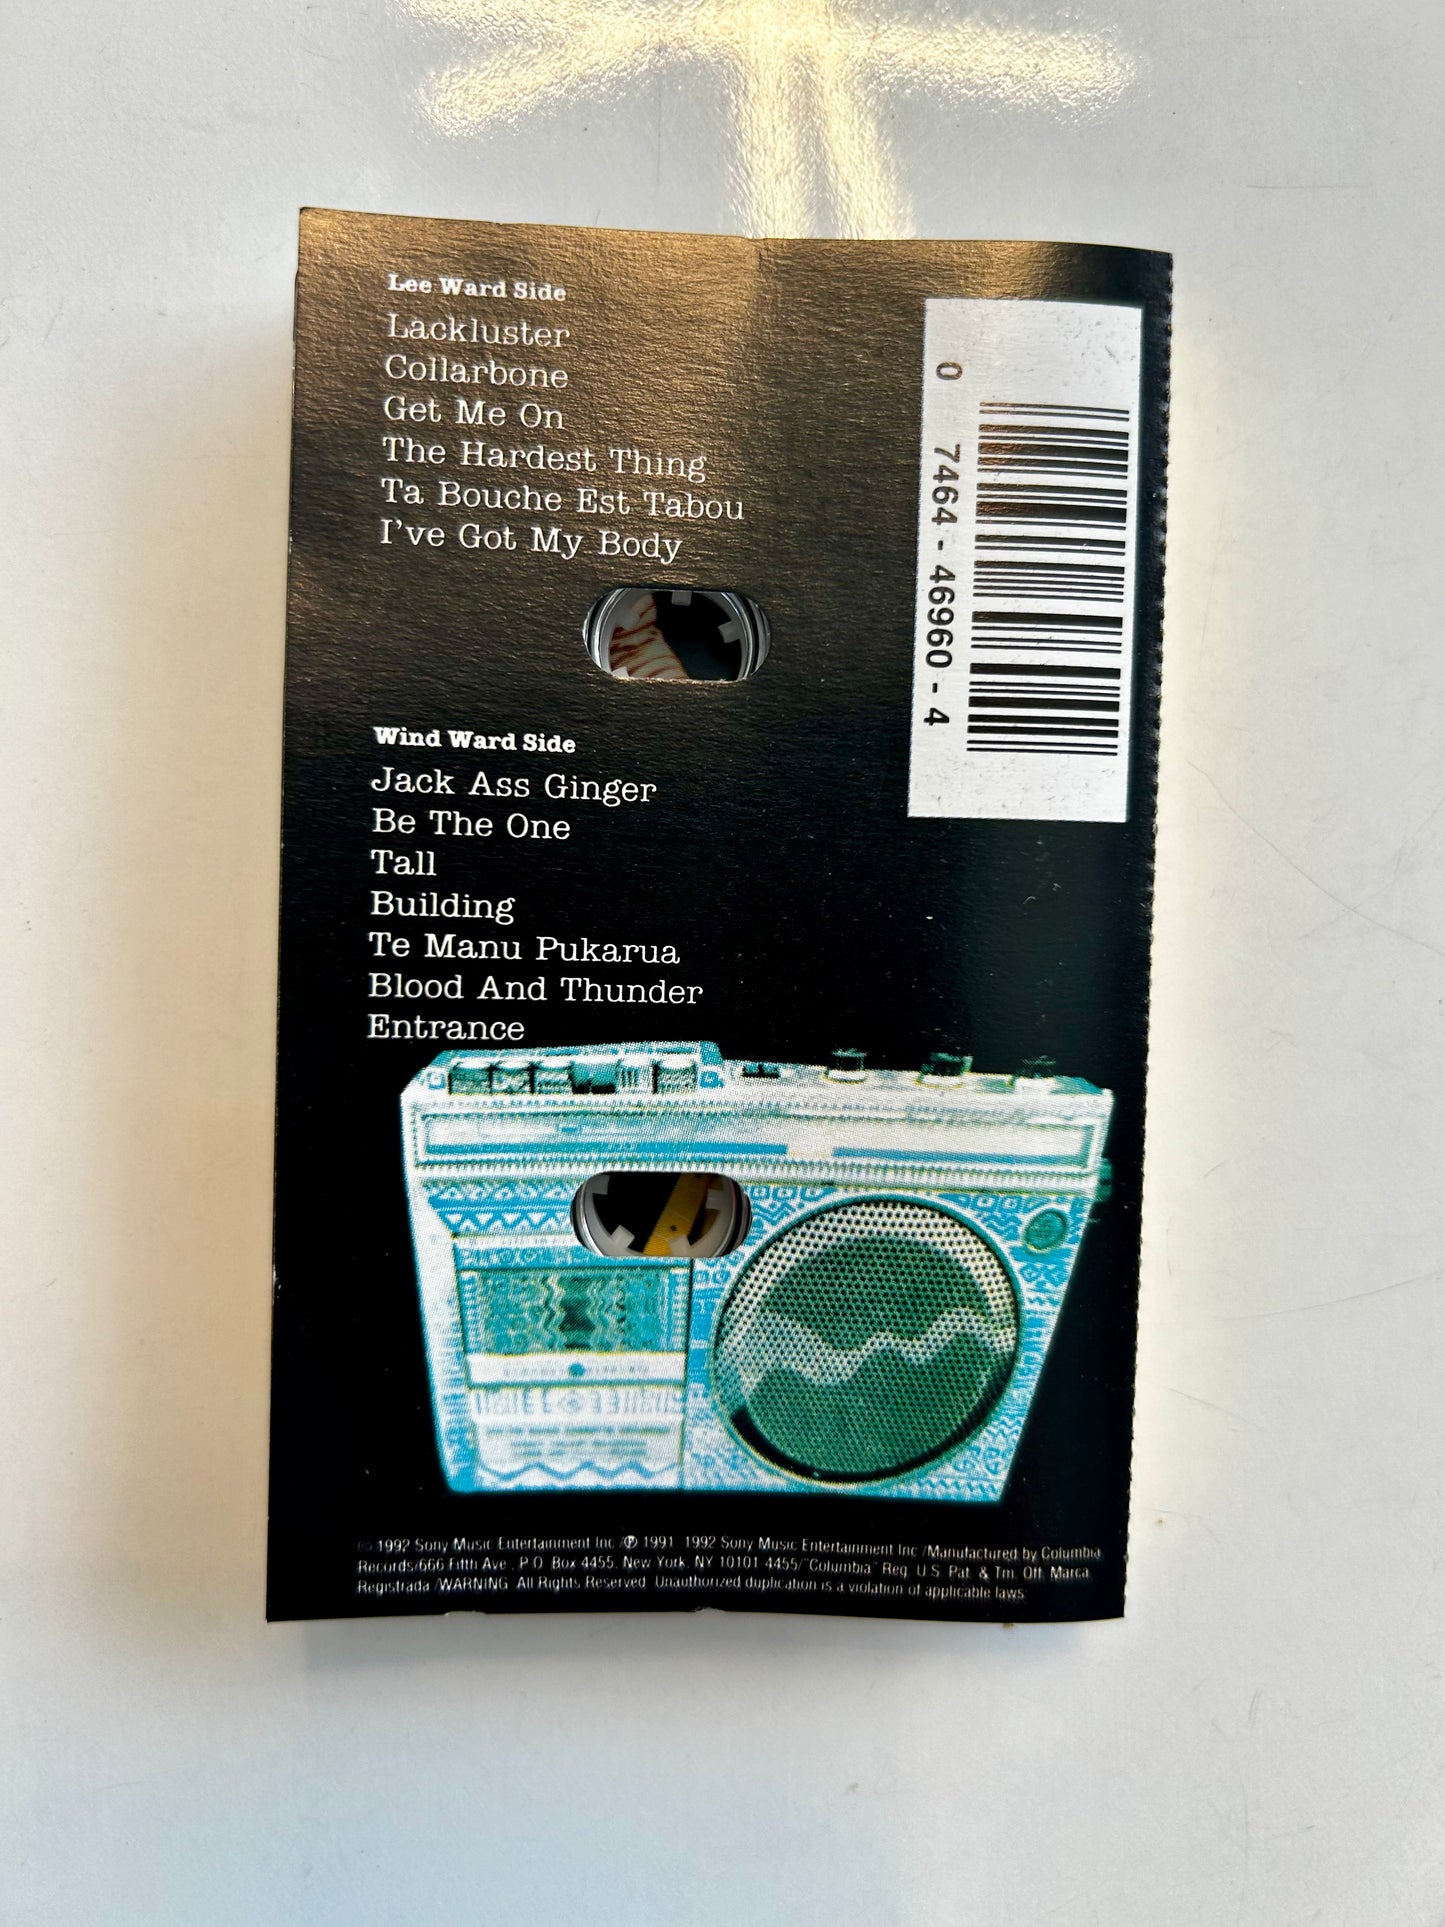 Lee Ward Side
Lackluster
Collarbone
Get Me On
The Hardest Thing
Ta Bouche Est Tabou
I've Got My Body
0 7464-46960-4
Wind Ward Side
Jack Ass Ginger
Be The One
Tall
Building
Te Manu Pukarua
Blood And Thunder
Entrance
© 1992 Sony Music Entertainment Inc./℗ 1991, 1992 Sony Music Entertainment Inc./Manufactured by Columbia
Records/666 Fifth Ave., P.O. Box 4455, New York, NY 10101-4455/"Columbia" Reg. U.S. Pat. & Tm. Off. Marca
Registrada./WARNING: All Rights Reserved. Unauthorized duplication is a violation of applicable laws.